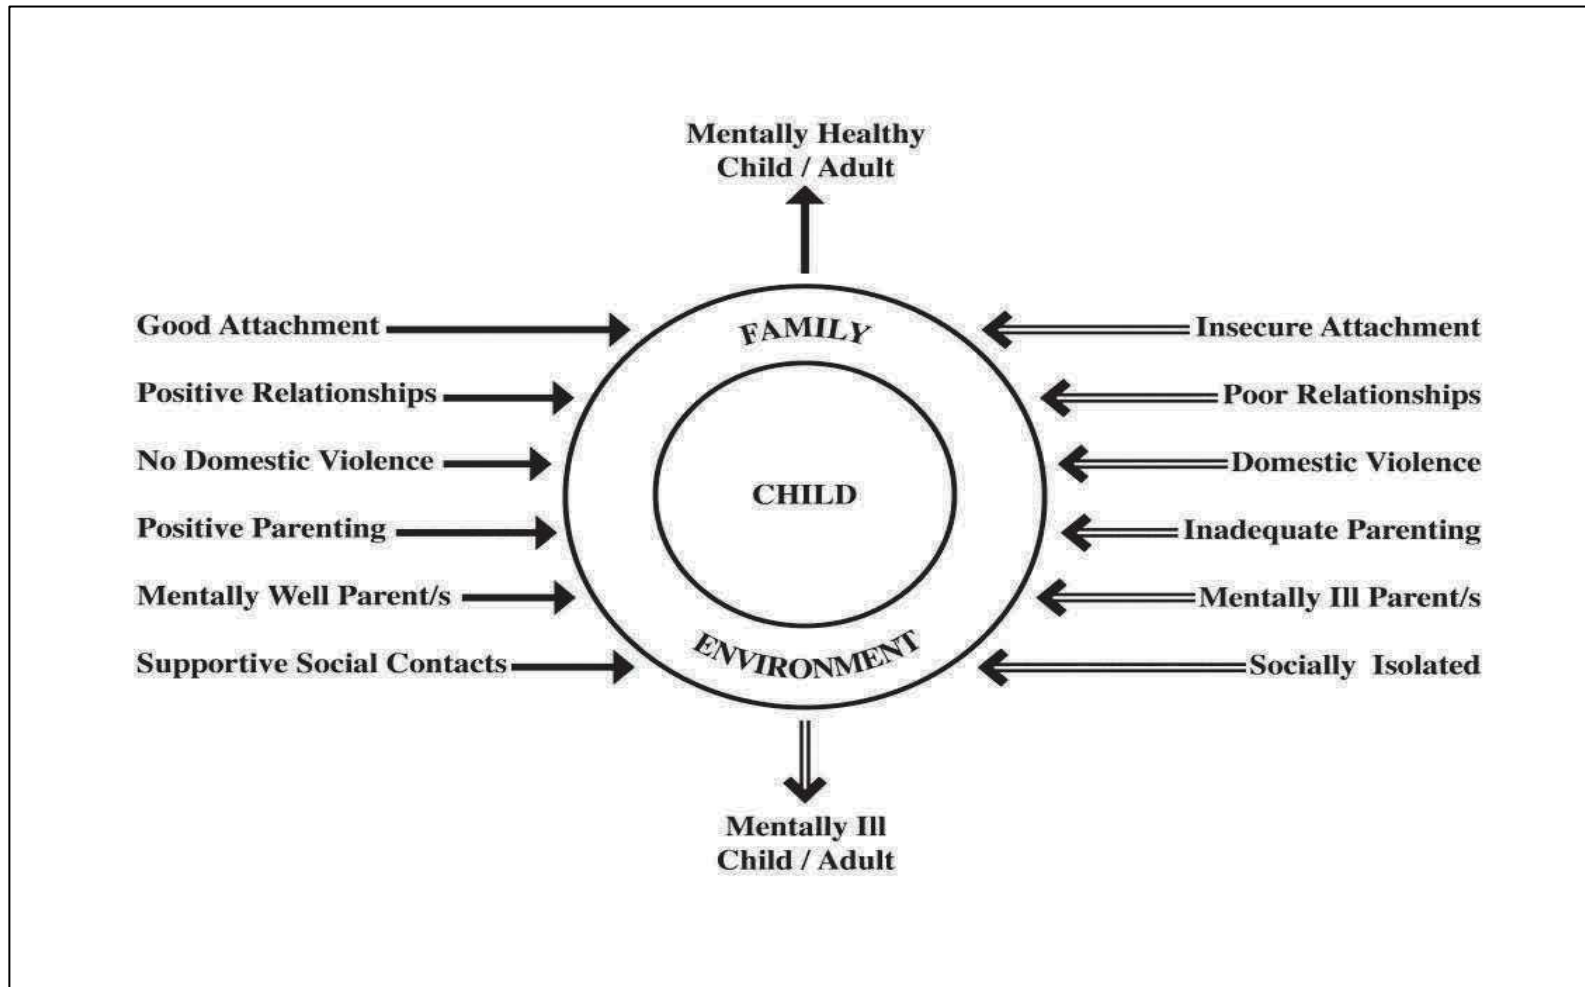 Mentally Healthy
Child / Adult
Good Attachment
Positive Relationships
No Domestic Violence
Positive Parenting
Mentally Well Parent/s
Supportive Social Contacts
FAMILY
CHILD
ENVIRONMENT
Insecure Attachment
Poor Relationships
Domestic Violence
Inadequate Parenting
Mentally Ill Parent/s
Socially Isolated
Mentally Ill
Child / Adult